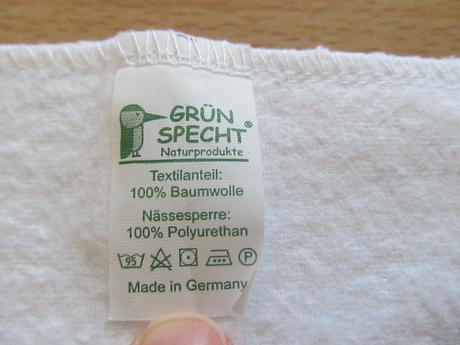 GRÜN
SPECHT®
Naturprodukte
Textilanteil:
100% Baumwolle
Nässesperre:
100% Polyurethan
95 P
Made in Germany